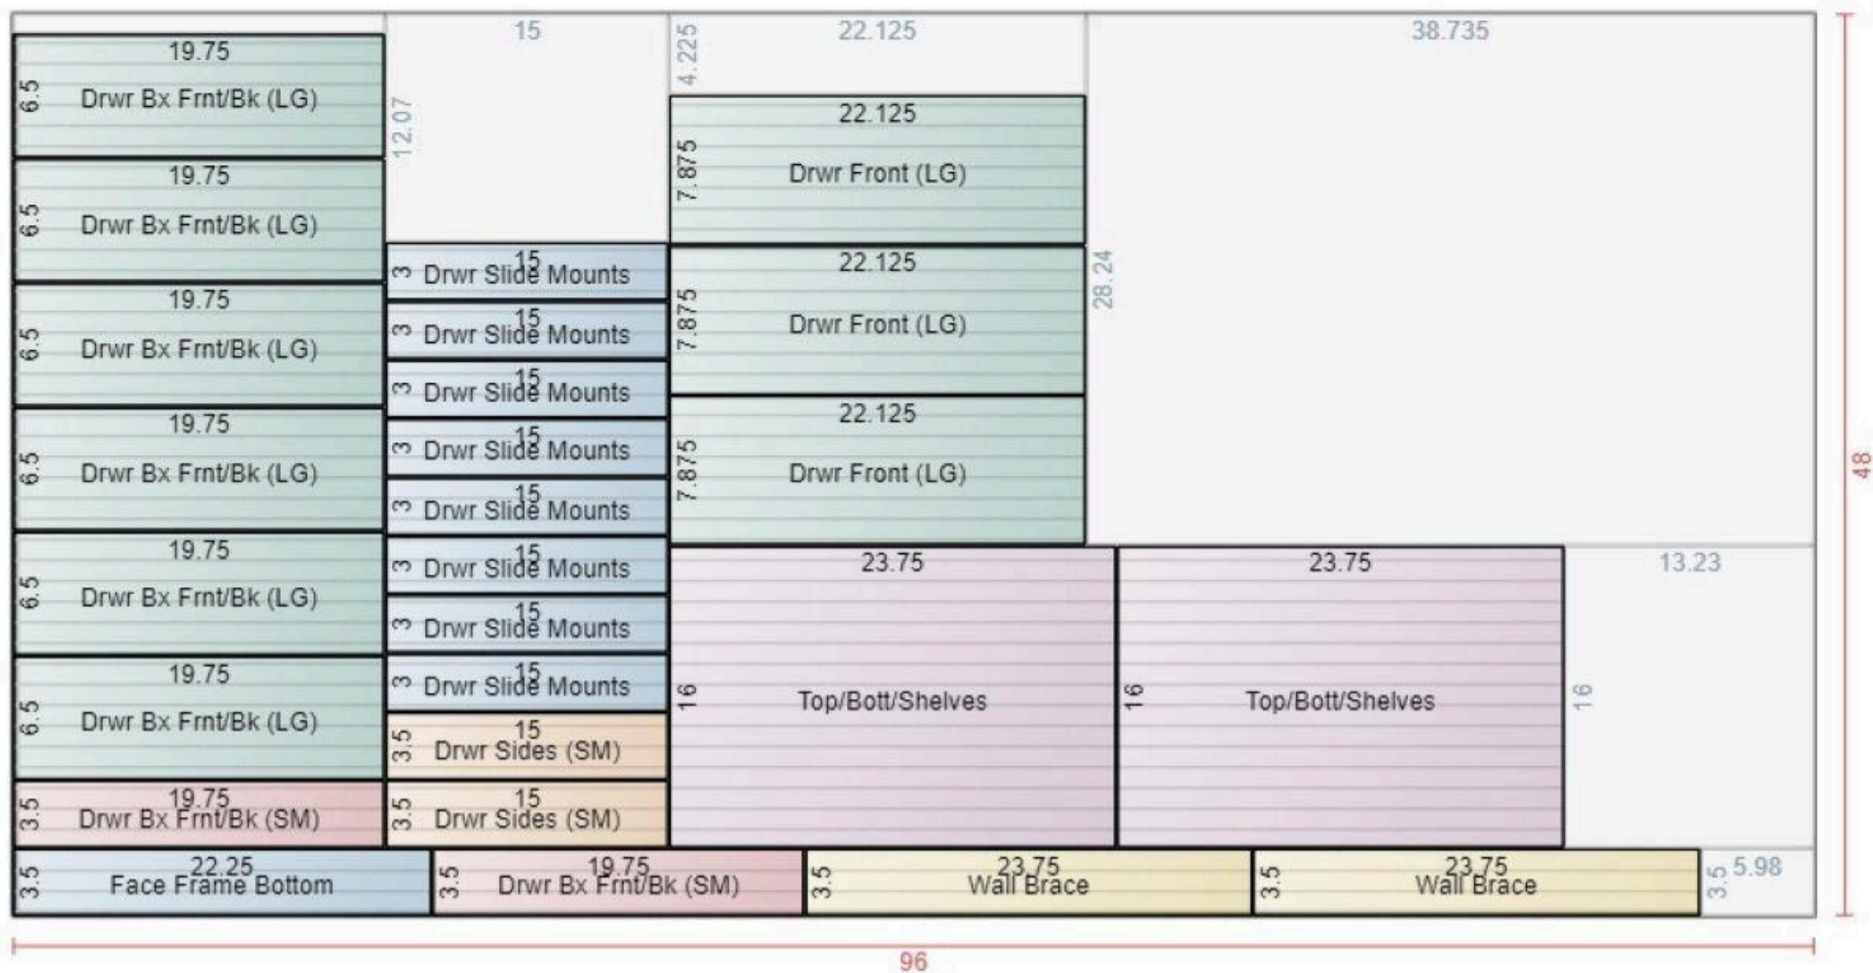 15
22.125
38.735
4.225
19.75
6.5
Drwr Bx Frnt/Bk (LG)
12.07
19.75
6.5
Drwr Bx Frnt/Bk (LG)
19.75
6.5
Drwr Bx Frnt/Bk (LG)
19.75
6.5
Drwr Bx Frnt/Bk (LG)
19.75
6.5
Drwr Bx Frnt/Bk (LG)
19.75
6.5
Drwr Bx Frnt/Bk (LG)
19.75
3.5
Drwr Bx Frnt/Bk (SM)
15
3
Drwr Slide Mounts
15
3
Drwr Slide Mounts
15
3
Drwr Slide Mounts
15
3
Drwr Slide Mounts
15
3
Drwr Slide Mounts
15
3
Drwr Slide Mounts
15
3
Drwr Slide Mounts
15
3
Drwr Slide Mounts
15
3.5
Drwr Sides (SM)
15
3.5
Drwr Sides (SM)
22.125
7.875
Drwr Front (LG)
22.125
7.875
Drwr Front (LG)
22.125
7.875
Drwr Front (LG)
28.24
23.75
16
Top/Bott/Shelves
23.75
16
Top/Bott/Shelves
13.23
16
22.25
3.5
Face Frame Bottom
19.75
3.5
Drwr Bx Frnt/Bk (SM)
23.75
3.5
Wall Brace
23.75
3.5
Wall Brace
5.98
3.5
48
96